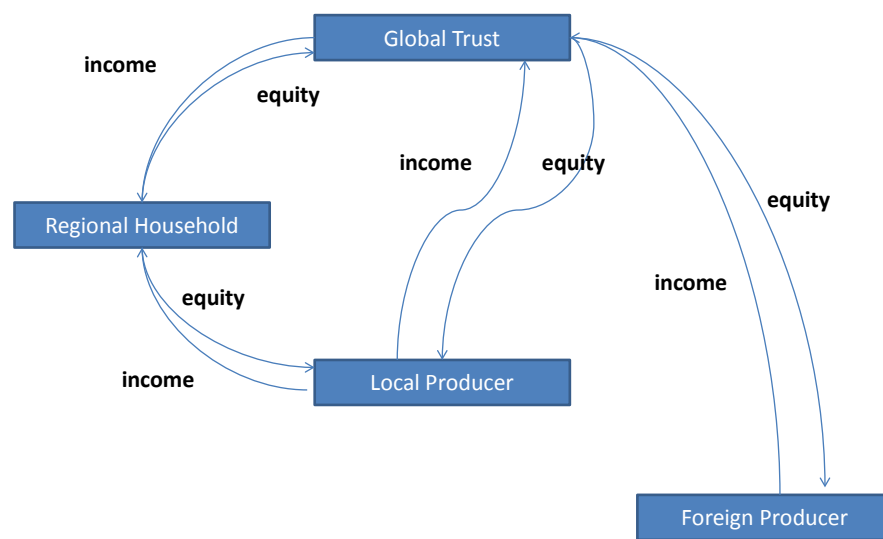 Global Trust
income
equity
income
equity
equity
Regional Household
income
equity
income
Local Producer
Foreign Producer